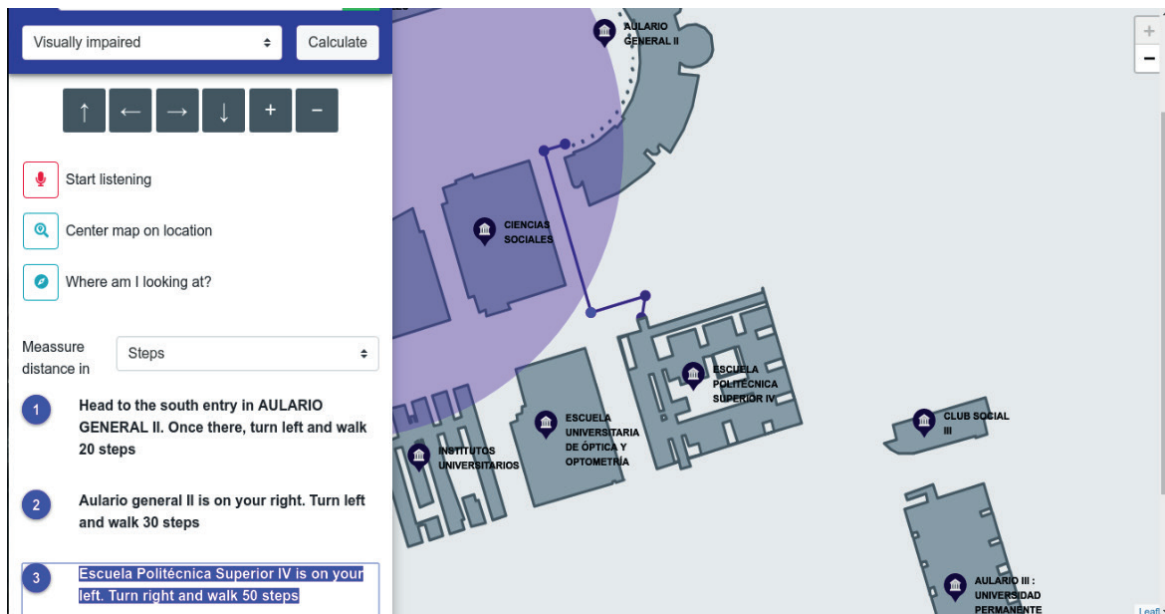 Visually impaired
Calculate
↑ ← → ↓ + −
Start listening
Center map on location
Where am I looking at?
Meassure
distance in
Steps
1
Head to the south entry in AULARIO
GENERAL II. Once there, turn left and walk
20 steps
2
Aulario general II is on your right. Turn left
and walk 30 steps
3
Escuela Politécnica Superior IV is on your
left. Turn right and walk 50 steps
AULARIO
GENERAL II
CIENCIAS
SOCIALES
ESCUELA
POLITÉCNICA
SUPERIOR IV
ESCUELA
UNIVERSITARIA
DE ÓPTICA Y
OPTOMETRÍA
INSTITUTOS
UNIVERSITARIOS
CLUB SOCIAL
III
AULARIO III :
UNIVERSIDAD
PERMANENTE
+
−
Leafl